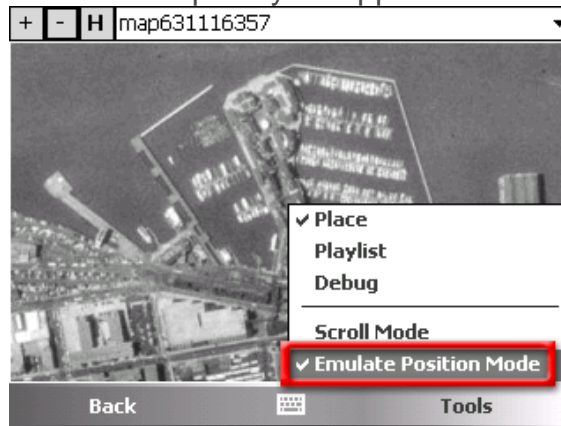 + - H map631116357
✓ Place
Playlist
Debug
Scroll Mode
✓ Emulate Position Mode
Back Tools